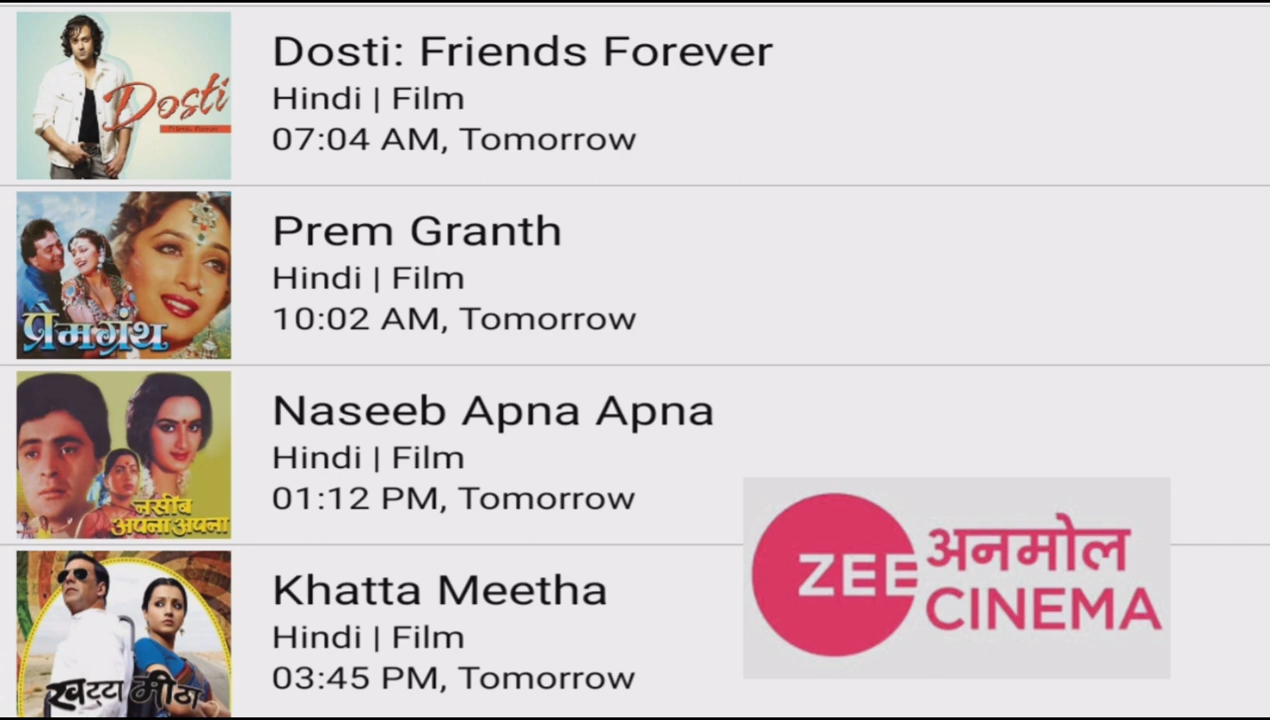 Dosti
Friends Forever
Dosti: Friends Forever
Hindi | Film
07:04 AM, Tomorrow
प्रेमग्रंथ
Prem Granth
Hindi | Film
10:02 AM, Tomorrow
नसीब
अपना अपना
Naseeb Apna Apna
Hindi | Film
01:12 PM, Tomorrow
खट्टा मीठा
Khatta Meetha
Hindi | Film
03:45 PM, Tomorrow
ZEE अनमोल
CINEMA